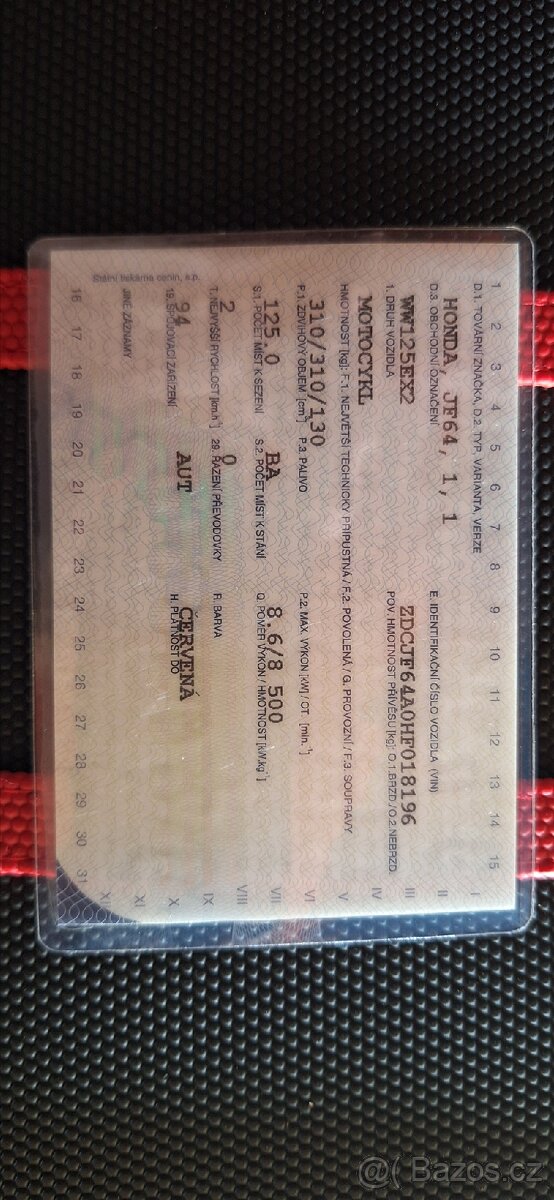 1 2 3 4 5 6 7 8 9 10 11 12 13 14 15
D.1. TOVÁRNÍ ZNAČKA, D.2. TYP, VARIANTA, VERZE
HONDA, JF64, 1, 1
I
D.3. OBCHODNÍ OZNAČENÍ
E. IDENTIFIKAČNÍ ČÍSLO VOZIDLA (VIN)
II
WW125EX2
ZDCJF64A0HF018196
III
1. DRUH VOZIDLA
POV. HMOTNOST PŘÍVĚSU [kg]: O.1.BRZD./O.2.NEBRZD.
MOTOCYKL
IV
HMOTNOST [kg]: F.1. NEJVĚTŠÍ TECHNICKY PŘÍPUSTNÁ / F.2. POVOLENÁ / G. PROVOZNÍ / F.3. SOUPRAVY
V
310/310/130
P.1. ZDVIHOVÝ OBJEM [cm³]
P.3. PALIVO
P.2. MAX. VÝKON [kW] / OT. [min.⁻¹]
VI
125.0
BA
8.6/8 500
VII
S.1. POČET MÍST K SEZENÍ
S.2. POČET MÍST K STÁNÍ
Q. POMĚR VÝKON / HMOTNOST [kW.kg⁻¹]
VIII
2
0
T. NEJVYŠŠÍ RYCHLOST [km.h⁻¹]
29. ŘAZENÍ PŘEVODOVKY
R. BARVA
IX
94
AUT
ČERVENÁ
19. SPOJOVACÍ ZAŘÍZENÍ
H. PLATNOST DO
X
JINÉ ZÁZNAMY
XI
Státní tiskárna cenin, s.p.
16 17 18 19 20 21 22 23 24 25 26 27 28 29 30 31
@( Bazos.cz